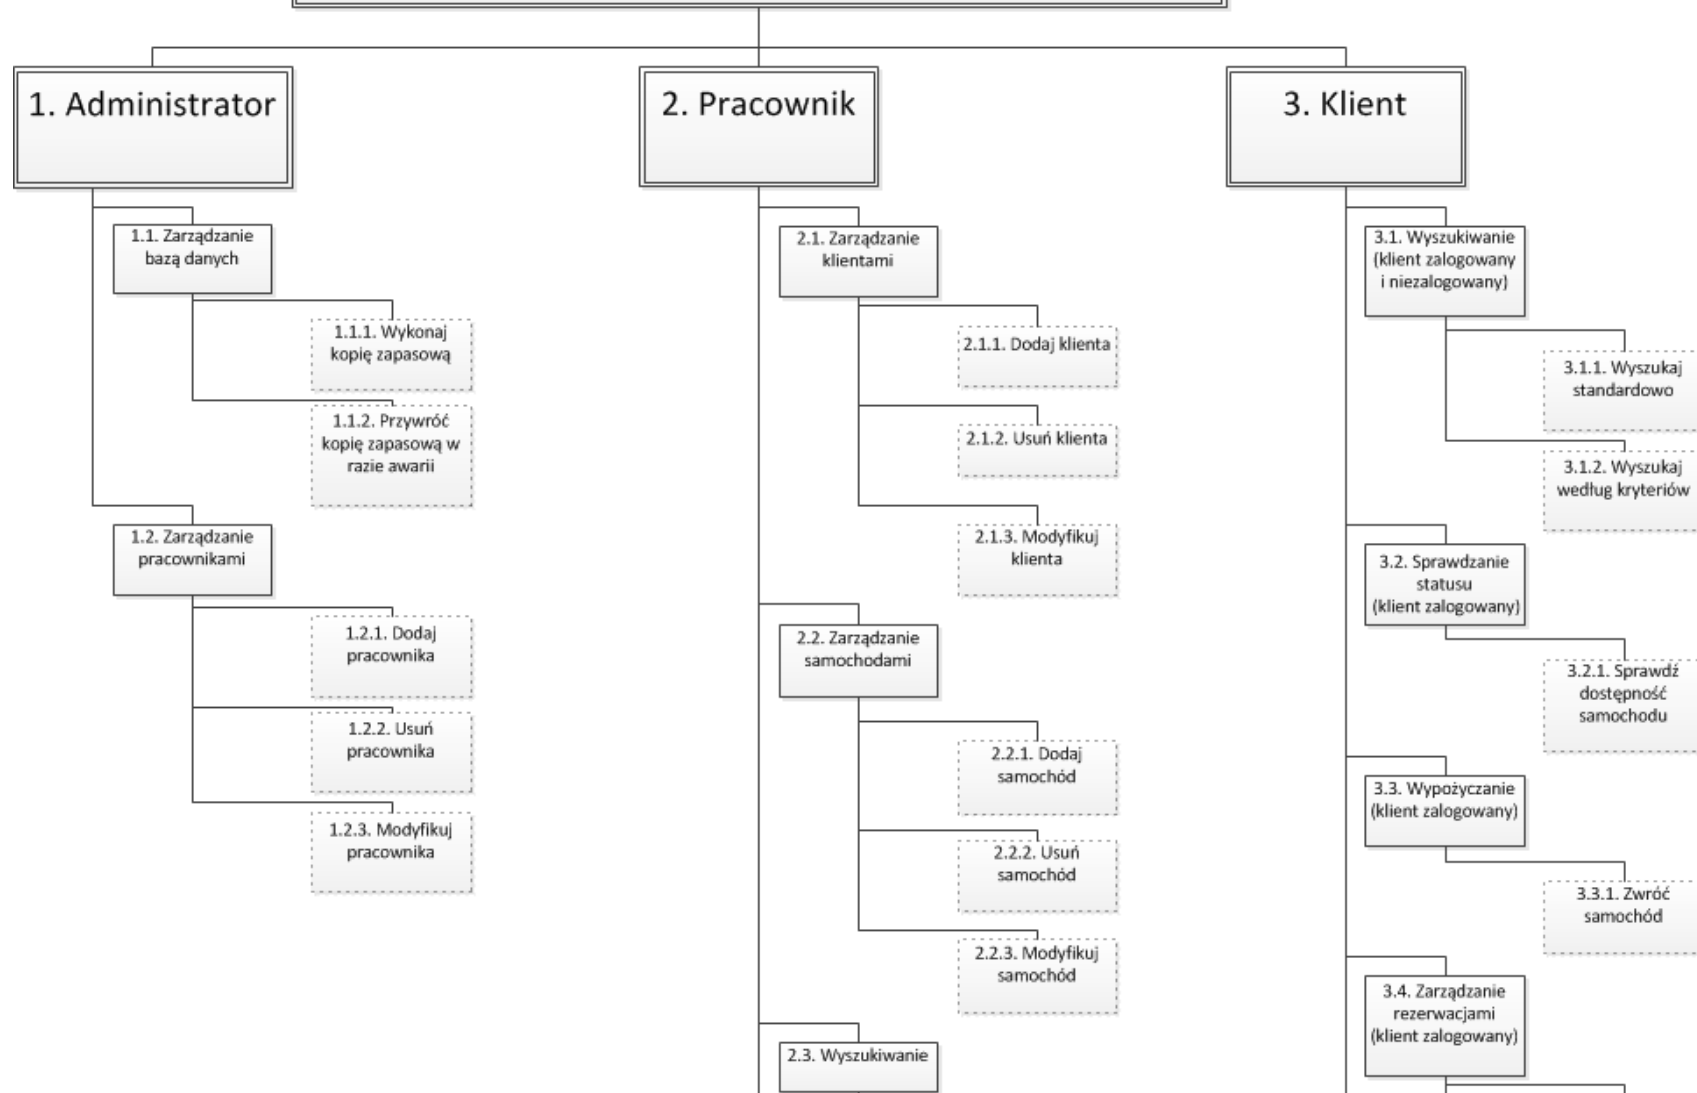 1. Administrator
1.1. Zarządzanie
bazą danych
1.1.1. Wykonaj
kopię zapasową
1.1.2. Przywróć
kopię zapasową w
razie awarii
1.2. Zarządzanie
pracownikami
1.2.1. Dodaj
pracownika
1.2.2. Usuń
pracownika
1.2.3. Modyfikuj
pracownika
2. Pracownik
2.1. Zarządzanie
klientami
2.1.1. Dodaj klienta
2.1.2. Usuń klienta
2.1.3. Modyfikuj
klienta
2.2. Zarządzanie
samochodami
2.2.1. Dodaj
samochód
2.2.2. Usuń
samochód
2.2.3. Modyfikuj
samochód
2.3. Wyszukiwanie
3. Klient
3.1. Wyszukiwanie
(klient zalogowany
i niezalogowany)
3.1.1. Wyszukaj
standardowo
3.1.2. Wyszukaj
według kryteriów
3.2. Sprawdzanie
statusu
(klient zalogowany)
3.2.1. Sprawdź
dostępność
samochodu
3.3. Wypożyczanie
(klient zalogowany)
3.3.1. Zwróć
samochód
3.4. Zarządzanie
rezerwacjami
(klient zalogowany)